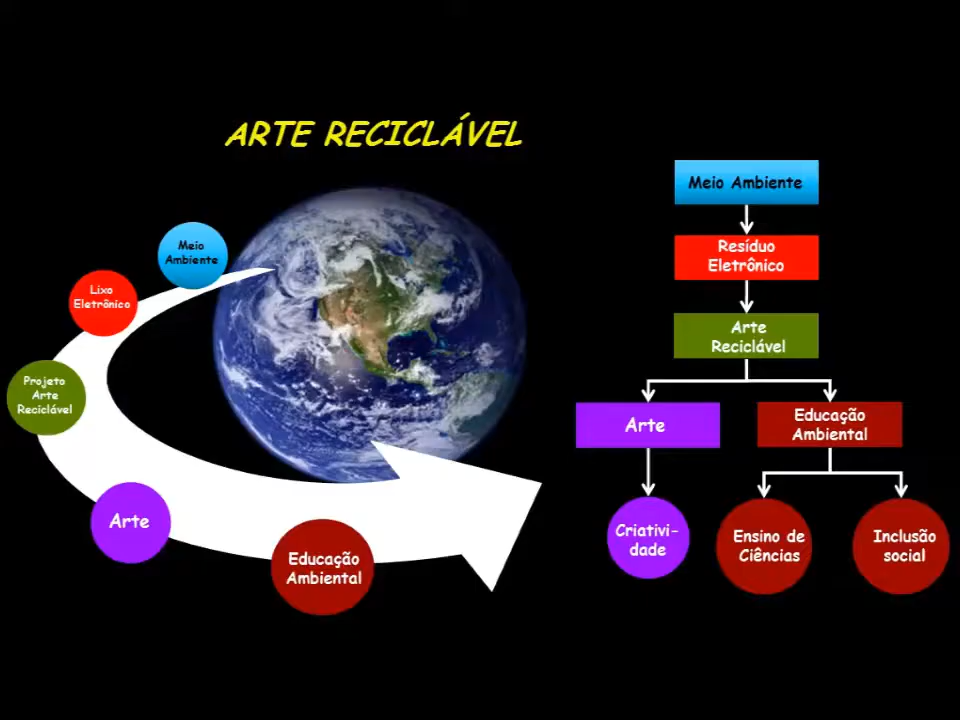 ARTE RECICLÁVEL
Meio
Ambiente
Lixo
Eletrônico
Projeto
Arte
Reciclável
Arte
Educação
Ambiental
Meio Ambiente
Resíduo
Eletrônico
Arte
Reciclável
Arte
Educação
Ambiental
Criativi-
dade
Ensino de
Ciências
Inclusão
social